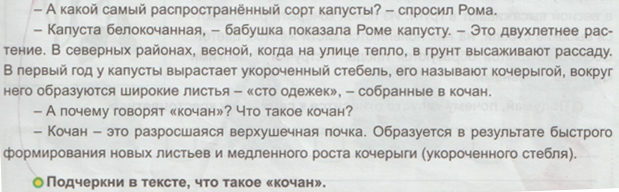 – А какой самый распространённый сорт капусты? – спросил Рома.
– Капуста белокочанная, – бабушка показала Роме капусту. – Это двухлетнее рас-
тение. В северных районах, весной, когда на улице тепло, в грунт высаживают рассаду.
В первый год у капусты вырастает укороченный стебель, его называют кочерыгой, вокруг
него образуются широкие листья – «сто одежек», – собранные в кочан.
– А почему говорят «кочан»? Что такое кочан?
– Кочан – это разросшаяся верхушечная почка. Образуется в результате быстрого
формирования новых листьев и медленного роста кочерыги (укороченного стебля).
Подчеркни в тексте, что такое «кочан».